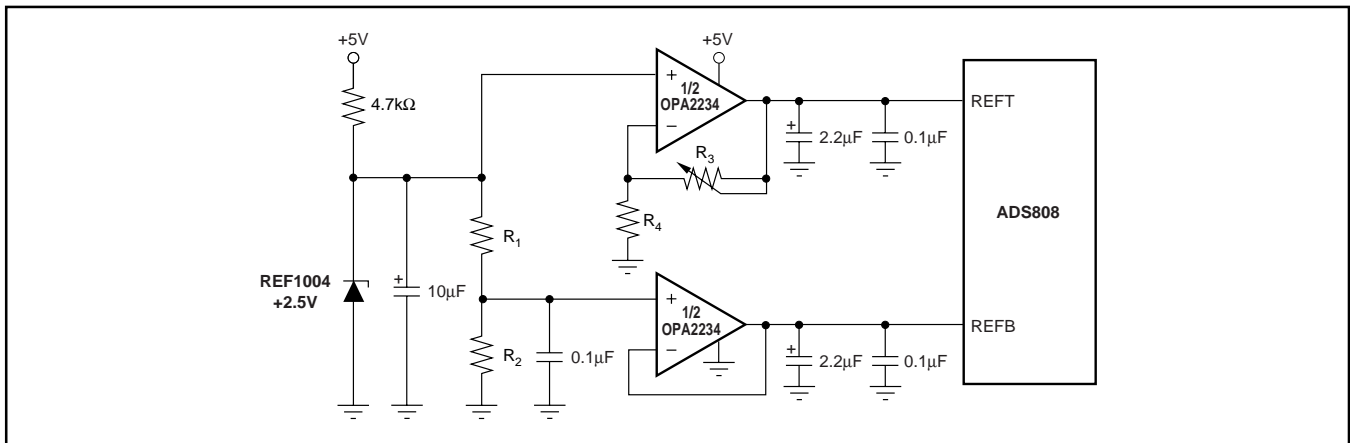 +5V
4.7kΩ
REF1004
+2.5V
+
10µF
R1
R2
0.1µF
+5V
+
1/2
OPA2234
−
R3
R4
+
2.2µF
0.1µF
+
1/2
OPA2234
−
+
2.2µF
0.1µF
REFT
ADS808
REFB